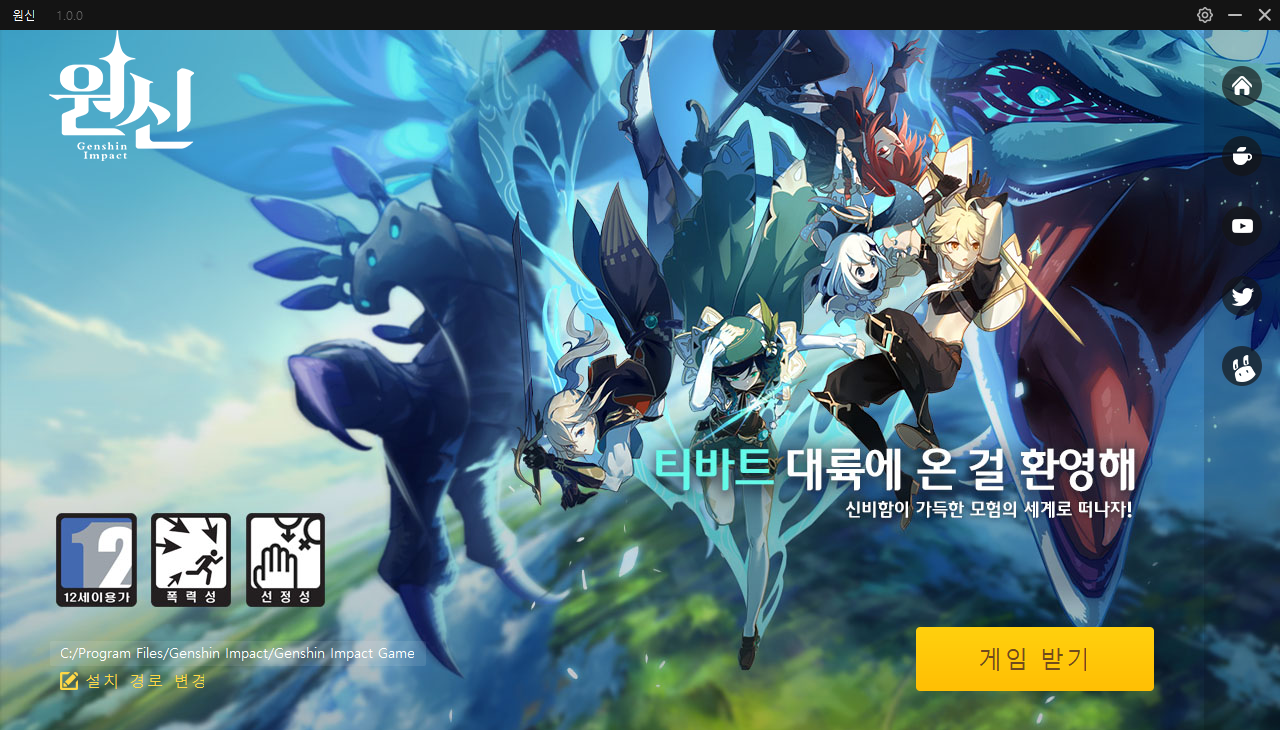 원신 1.0.0
원신
Genshin
Impact
티바트 대륙에 온 걸 환영해
신비함이 가득한 모험의 세계로 떠나자!
12
12세이용가
폭력성
선정성
C:/Program Files/Genshin Impact/Genshin Impact Game
설치 경로 변경
게임 받기